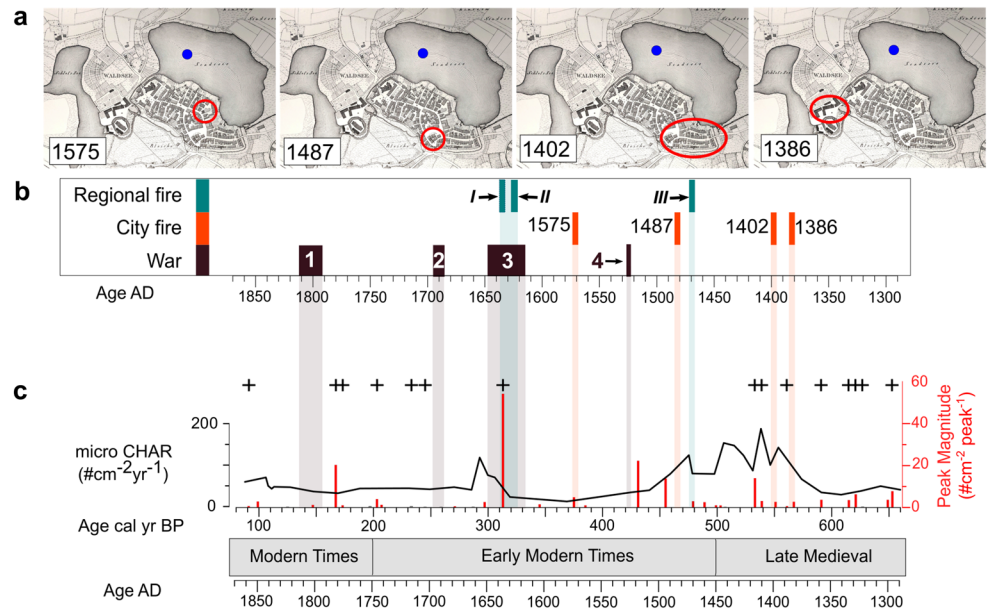 a
WALDSEE
1575
WALDSEE
1487
WALDSEE
1402
WALDSEE
1386
b
Regional fire
I II III
City fire
1575 1487 1402 1386
War
1 2 3 4
Age AD
1850 1800 1750 1700 1650 1600 1550 1500 1450 1400 1350 1300
c
micro CHAR
(#cm-2yr-1)
200
0
60
40
20
0
Peak Magnitude
(#cm-2 peak-1)
Age cal yr BP
100 200 300 400 500 600
Modern Times Early Modern Times Late Medieval
Age AD
1850 1800 1750 1700 1650 1600 1550 1500 1450 1400 1350 1300